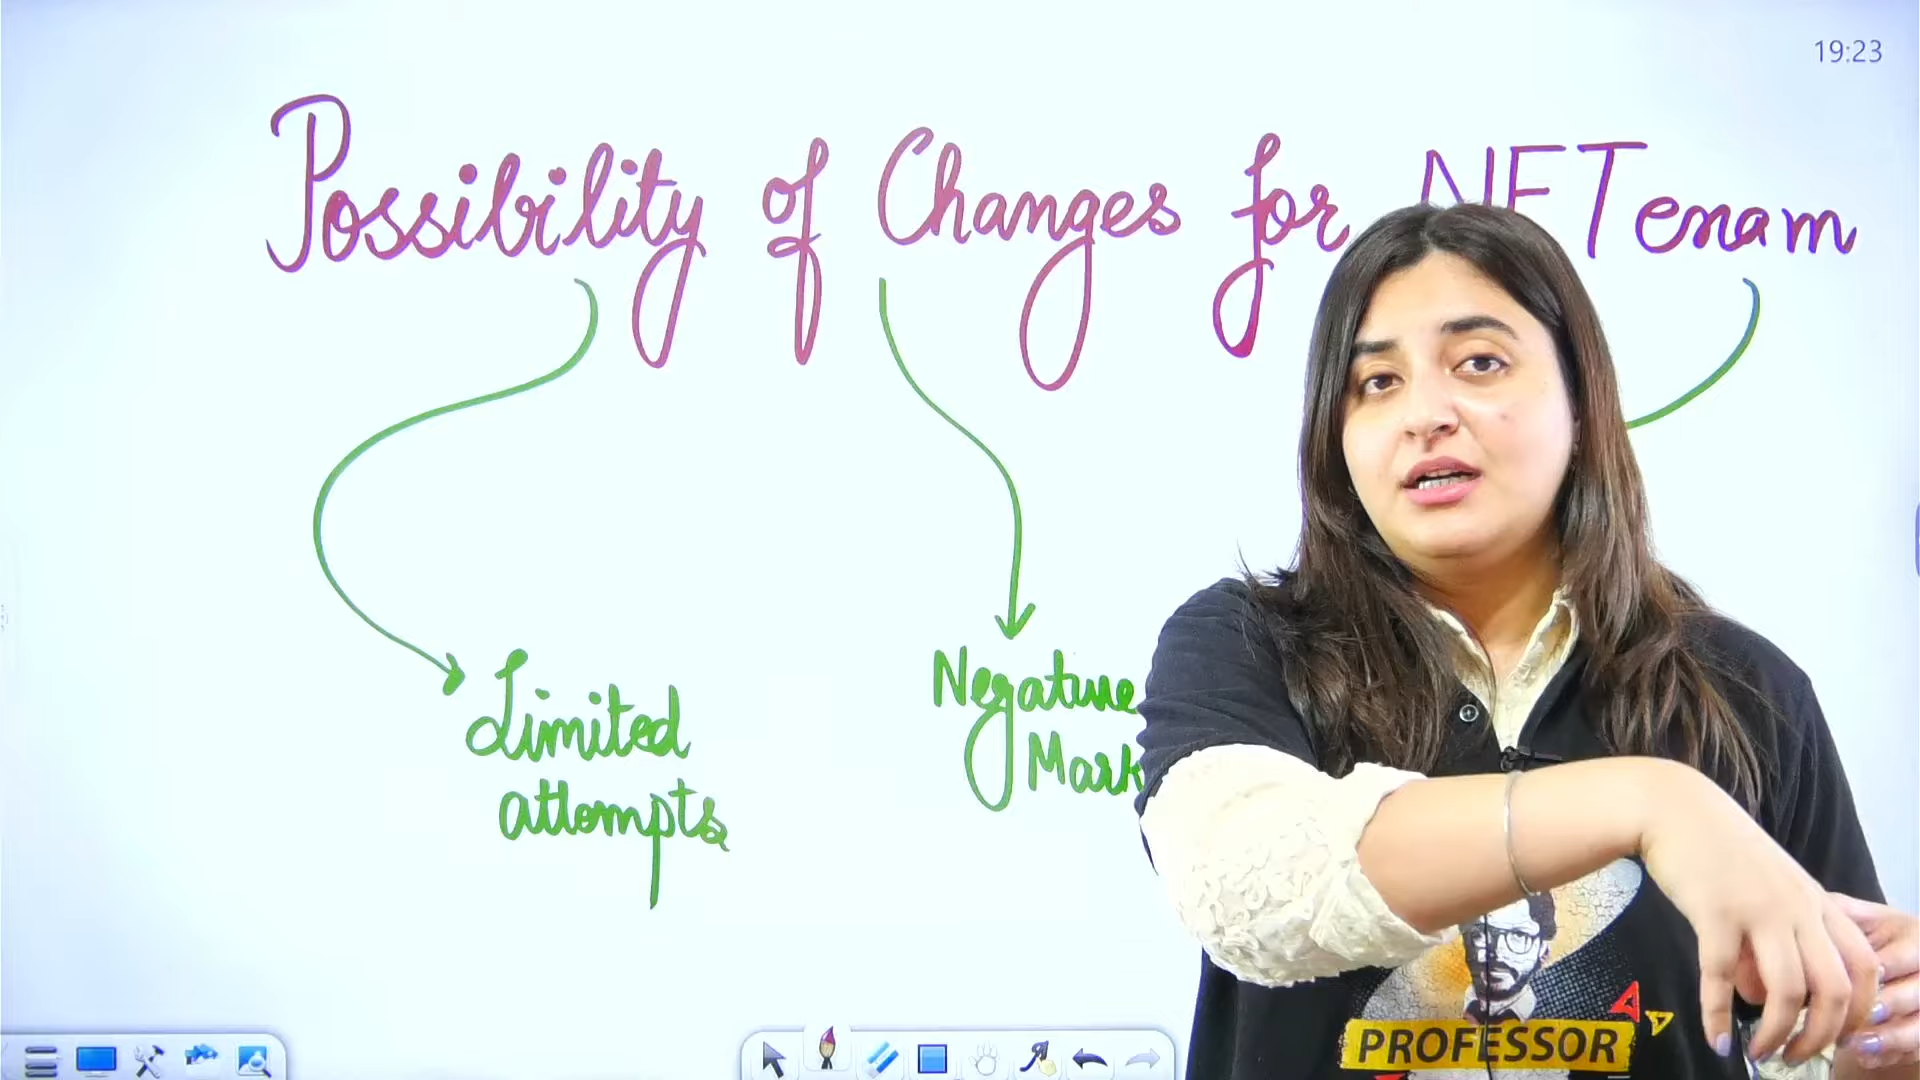 19:23
Possibility of Changes for NET exam
Limited
attempts
Negative
Mark
PROFESSOR